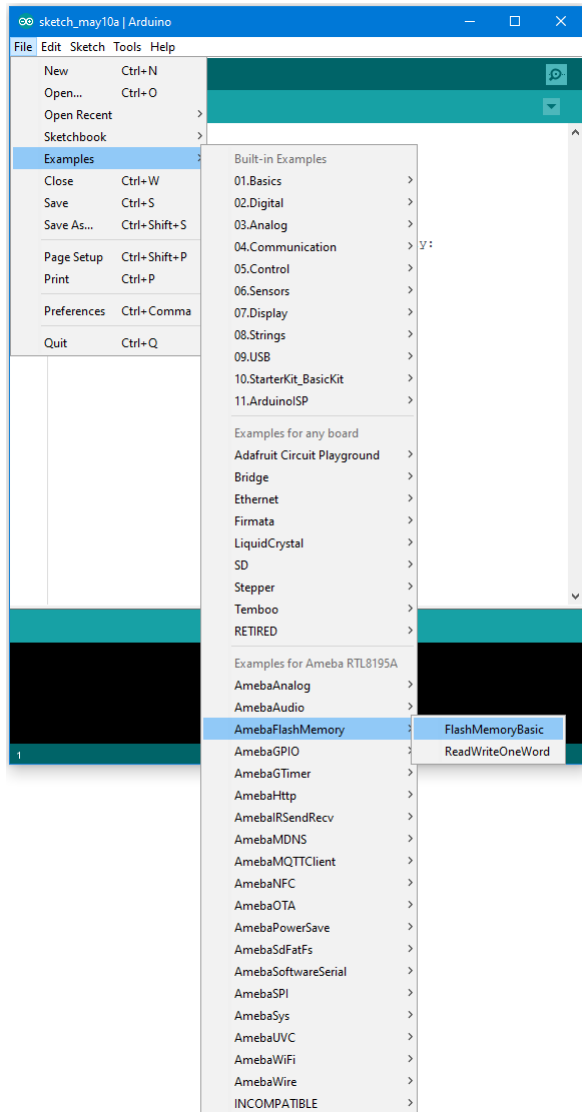 sketch_may10a | Arduino
File Edit Sketch Tools Help
New Ctrl+N
Open... Ctrl+O
Open Recent
Sketchbook
Examples
Close Ctrl+W
Save Ctrl+S
Save As... Ctrl+Shift+S
Page Setup Ctrl+Shift+P
Print Ctrl+P
Preferences Ctrl+Comma
Quit Ctrl+Q
Built-in Examples
01.Basics
02.Digital
03.Analog
04.Communication
05.Control
06.Sensors
07.Display
08.Strings
09.USB
10.StarterKit_BasicKit
11.ArduinoISP
Examples for any board
Adafruit Circuit Playground
Bridge
Ethernet
Firmata
LiquidCrystal
SD
Stepper
Temboo
RETIRED
Examples for Ameba RTL8195A
AmebaAnalog
AmebaAudio
AmebaFlashMemory
AmebaGPIO
AmebaGTimer
AmebaHttp
AmebaIRSendRecv
AmebaMDNS
AmebaMQTTClient
AmebaNFC
AmebaOTA
AmebaPowerSave
AmebaSdFatFs
AmebaSoftwareSerial
AmebaSPI
AmebaSys
AmebaUVC
AmebaWiFi
AmebaWire
INCOMPATIBLE
FlashMemoryBasic
ReadWriteOneWord
y:
1